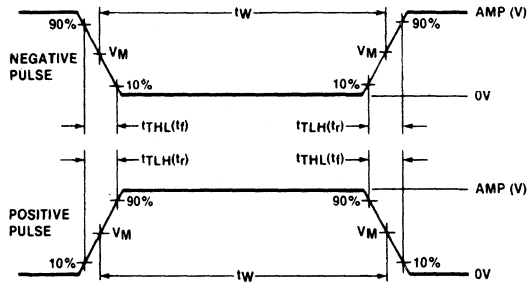 tW
AMP (V)
90%
90%
NEGATIVE
PULSE
VM
VM
10%
10%
0V
tTHL(tf)
tTLH(tr)
tTLH(tr)
tTHL(tf)
AMP (V)
POSITIVE
PULSE
90%
90%
VM
VM
10%
10%
tW
0V